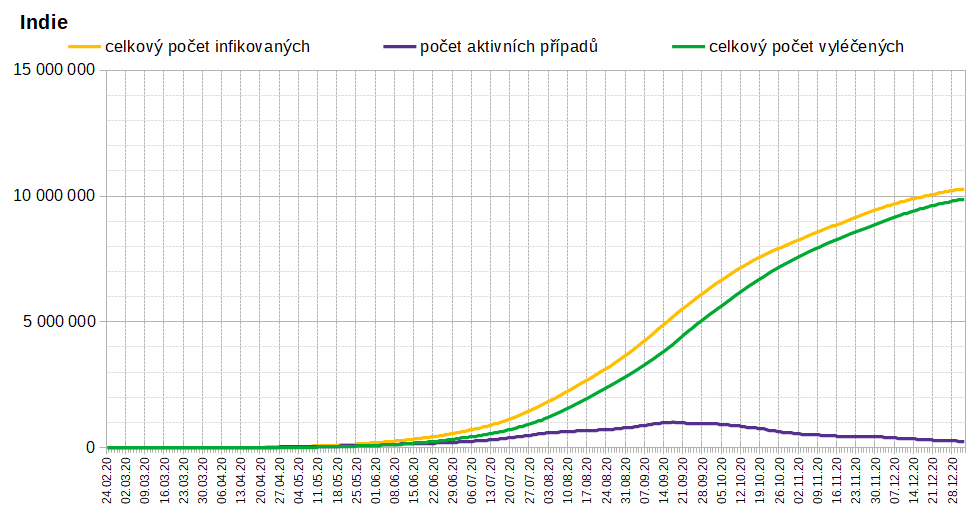 Indie
celkový počet infikovaných počet aktivních případů celkový počet vyléčených
15 000 000
10 000 000
5 000 000
0
24.02.20 02.03.20 09.03.20 16.03.20 23.03.20 30.03.20 06.04.20 13.04.20 20.04.20 27.04.20 04.05.20 11.05.20 18.05.20 25.05.20 01.06.20 08.06.20 15.06.20 22.06.20 29.06.20 06.07.20 13.07.20 20.07.20 27.07.20 03.08.20 10.08.20 17.08.20 24.08.20 31.08.20 07.09.20 14.09.20 21.09.20 28.09.20 05.10.20 12.10.20 19.10.20 26.10.20 02.11.20 09.11.20 16.11.20 23.11.20 30.11.20 07.12.20 14.12.20 21.12.20 28.12.20